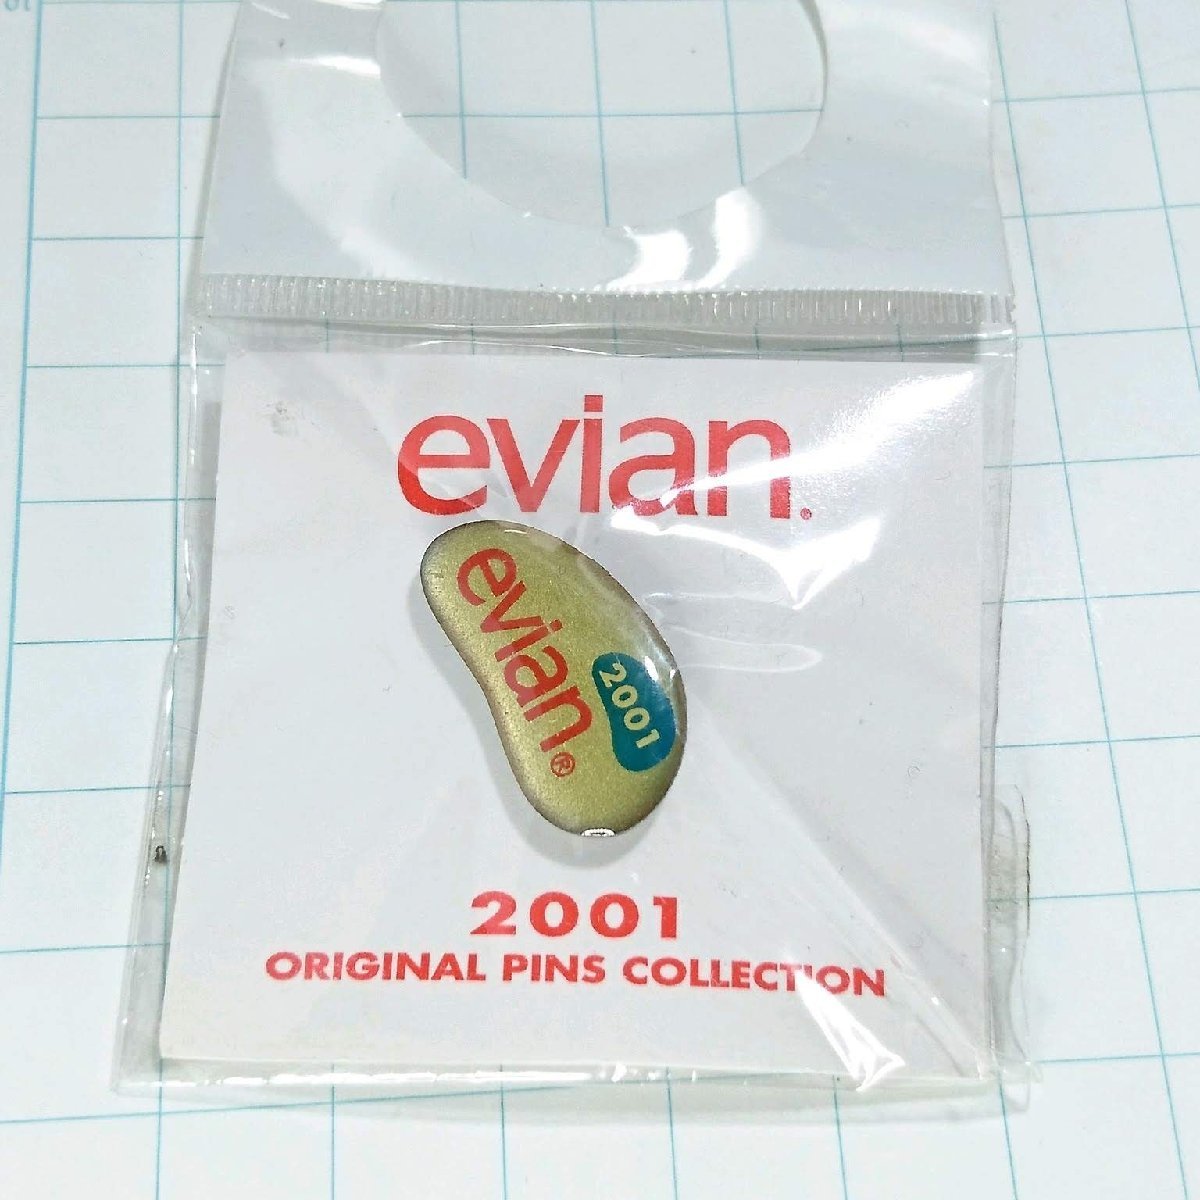 evian.®
evian®
2001
2001
ORIGINAL PINS COLLECTION